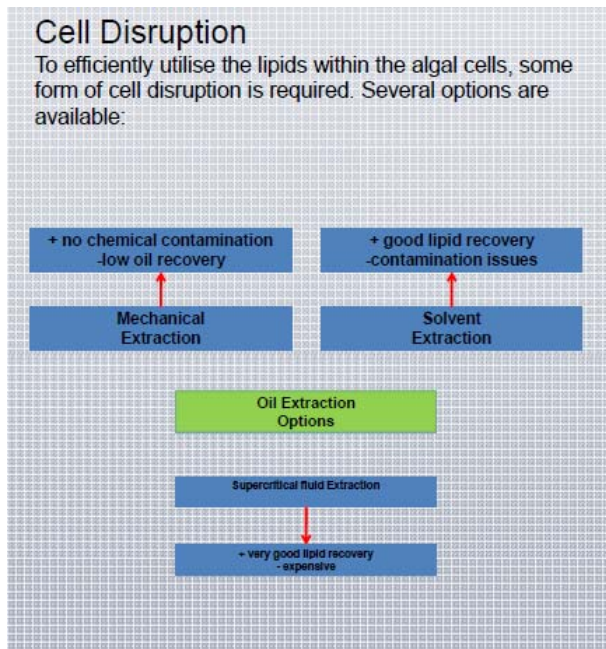 Cell Disruption
To efficiently utilise the lipids within the algal cells, some
form of cell disruption is required. Several options are
available:
+ no chemical contamination
-low oil recovery
+ good lipid recovery
-contamination issues
Mechanical
Extraction
Solvent
Extraction
Oil Extraction
Options
Supercritical fluid Extraction
+ very good lipid recovery
- expensive